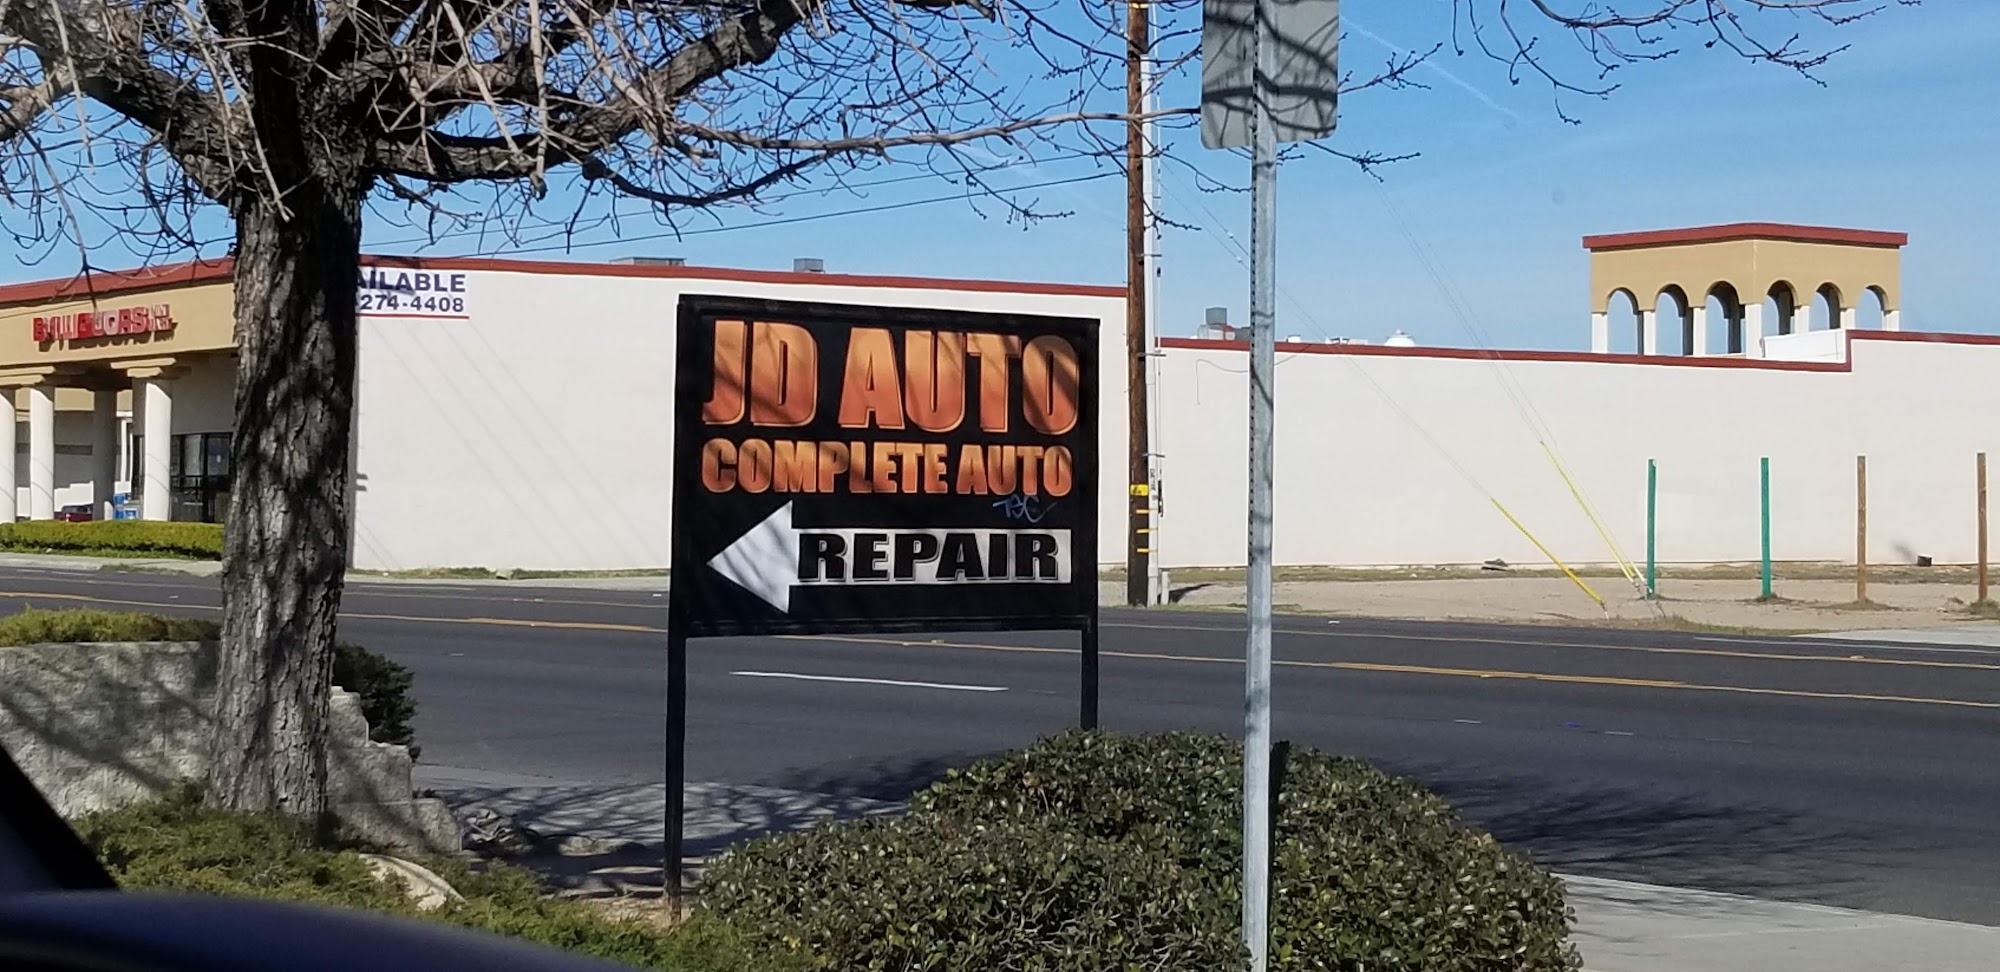 AILABLE
274-4408
JD AUTO
COMPLETE AUTO
REPAIR